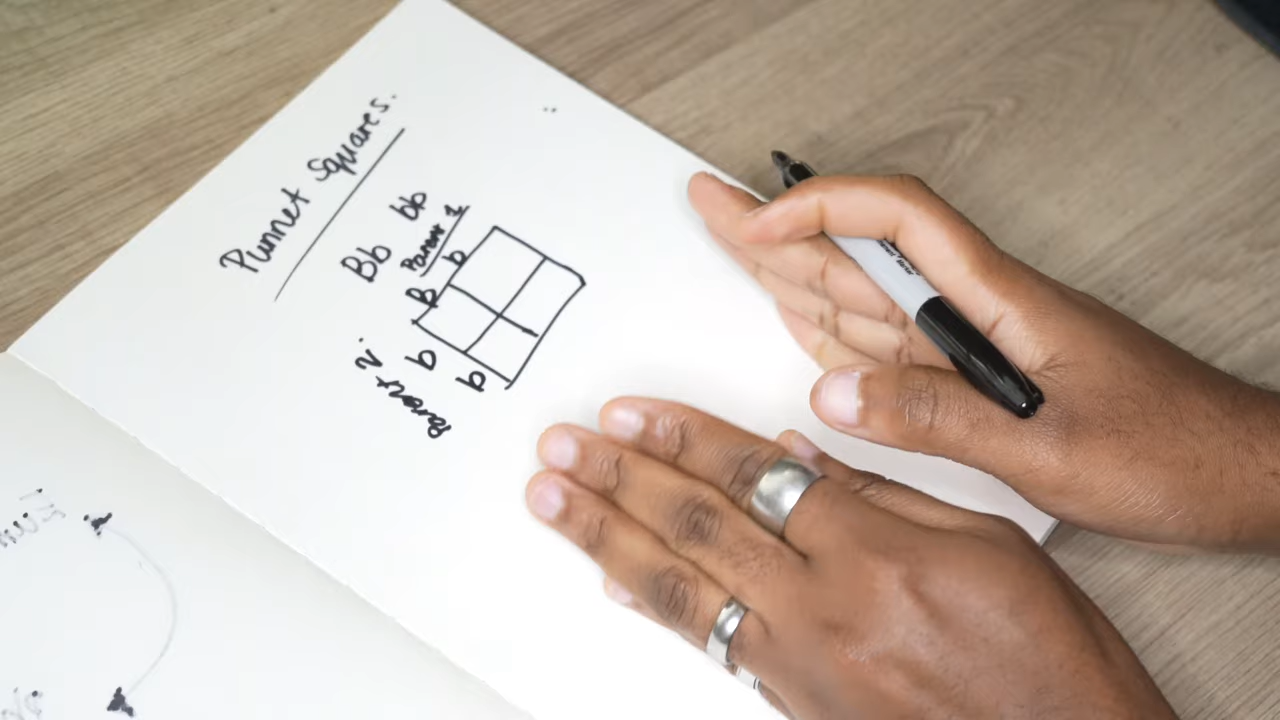 Punnet Squares.
Bb bb
Parent 1
B b
Parent 2
b
b